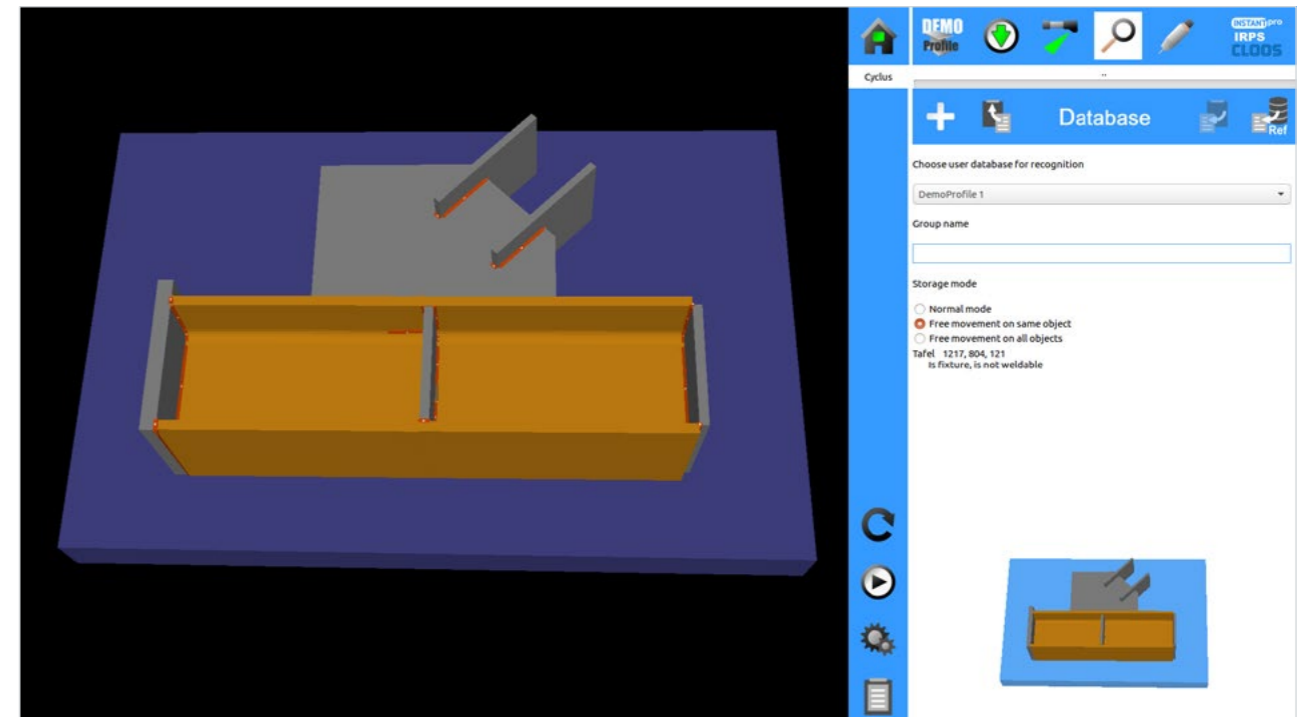 DEMO
Profile
INSTANT pro
IRPS
CLOOS
Cyclus
..
Database
Ref
Choose user database for recognition
DemoProfile 1
Group name
Storage mode
Normal mode
Free movement on same object
Free movement on all objects
Tafel 1217, 804, 121
Is fixture, is not weldable